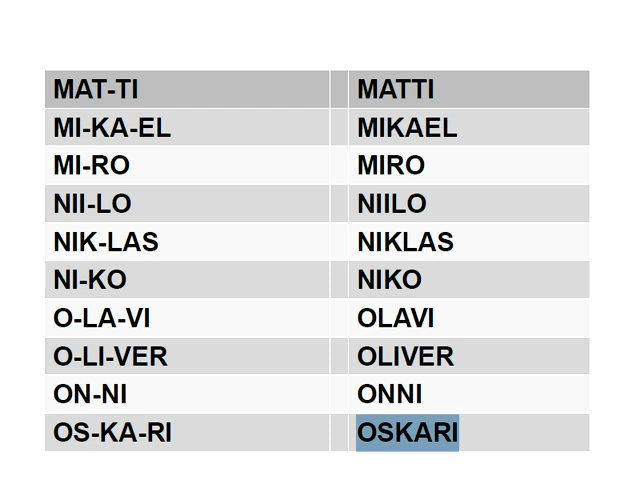 MAT-TI MATTI
MI-KA-EL MIKAEL
MI-RO MIRO
NII-LO NIILO
NIK-LAS NIKLAS
NI-KO NIKO
O-LA-VI OLAVI
O-LI-VER OLIVER
ON-NI ONNI
OS-KA-RI OSKARI